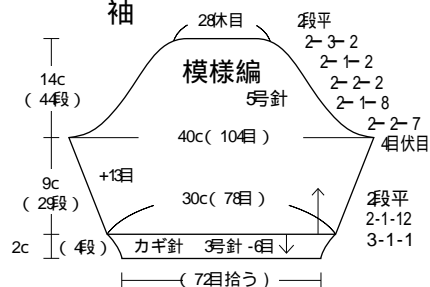 袖
28休目
2段平
2-3-2
2-1-2
2-2-2
2-1-8
2-2-7
4目伏目
模様編
5号針
14c
(44段)
40c(104目)
+13目
9c
(29段)
30c(78目)
2段平
2-1-12
3-1-1
2c
(4段)
カギ針 3号針 -6目
(72目拾う)